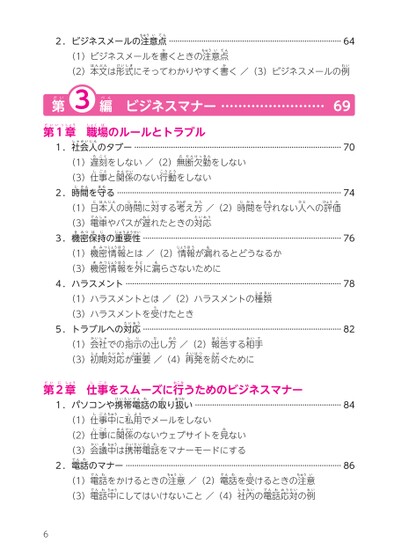 2．ビジネスメールの注意点 …… 64
（1）ビジネスメールを書くときの注意点
（2）本文は形式にそってわかりやすく書く ／（3）ビジネスメールの例
第3編 ビジネスマナー …… 69
第1章 職場のルールとトラブル
1．社会人のタブー …… 70
（1）遅刻をしない ／（2）無断欠勤をしない
（3）仕事と関係のない行動をしない
2．時間を守る …… 74
（1）日本人の時間に対する考え方 ／（2）時間を守れない人への評価
（3）電車やバスが遅れたときの対応
3．機密保持の重要性 …… 76
（1）機密情報とは ／（2）情報が漏れるとどうなるか
（3）機密情報を外に漏らさないために
4．ハラスメント …… 78
（1）ハラスメントとは ／（2）ハラスメントの種類
（3）ハラスメントを受けたとき
5．トラブルへの対応 …… 82
（1）会社での指示の出し方 ／（2）報告する相手
（3）初期対応が重要 ／（4）再発を防ぐために
第2章 仕事をスムーズに行うためのビジネスマナー
1．パソコンや携帯電話の取り扱い …… 84
（1）仕事中に私用でメールをしない
（2）仕事に関係のないウェブサイトを見ない
（3）会議中は携帯電話をマナーモードにする
2．電話のマナー …… 86
（1）電話をかけるときの注意 ／（2）電話を受けるときの注意
（3）電話中にしてはいけないこと ／（4）社内の電話応対の例
6